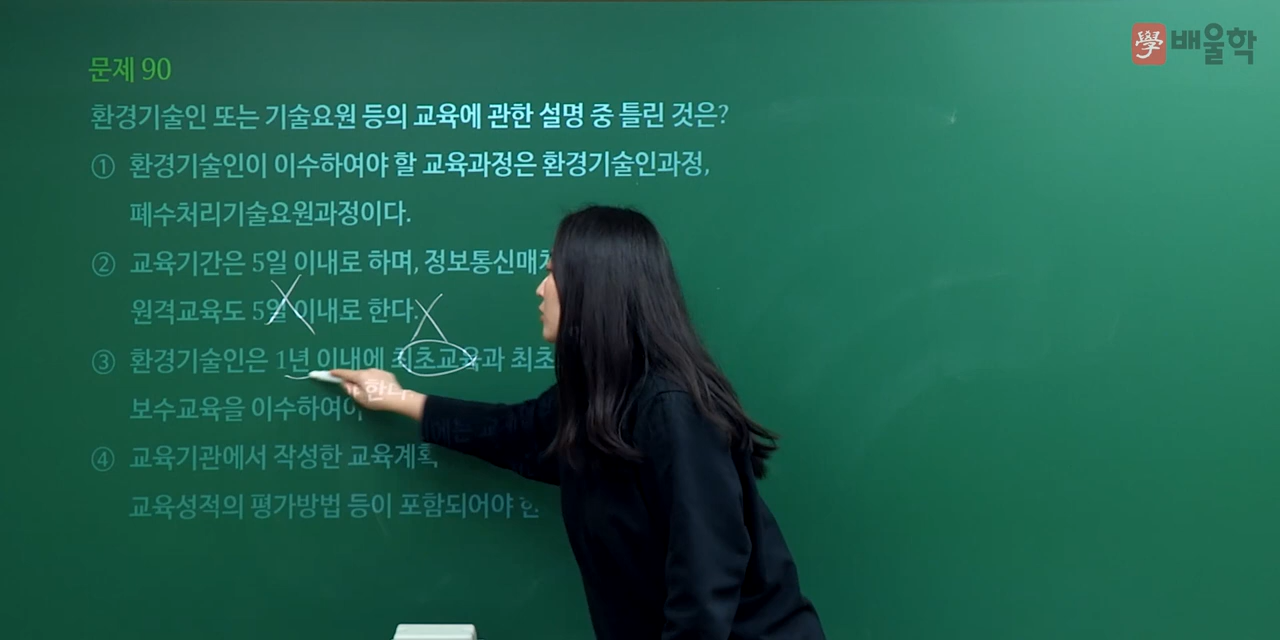 學 배울학
문제 90
환경기술인 또는 기술요원 등의 교육에 관한 설명 중 틀린 것은?
① 환경기술인이 이수하여야 할 교육과정은 환경기술인과정,
폐수처리기술요원과정이다.
② 교육기간은 5일 이내로 하며,
원격교육도 5일 이내로 한다.
③ 환경기술인은 1년 이내에 최초교육과 최초
보수교육을 이수하여야 한다.
④ 교육기관에서 작성한 교육계획
교육성적의 평가방법 등이 포함되어야